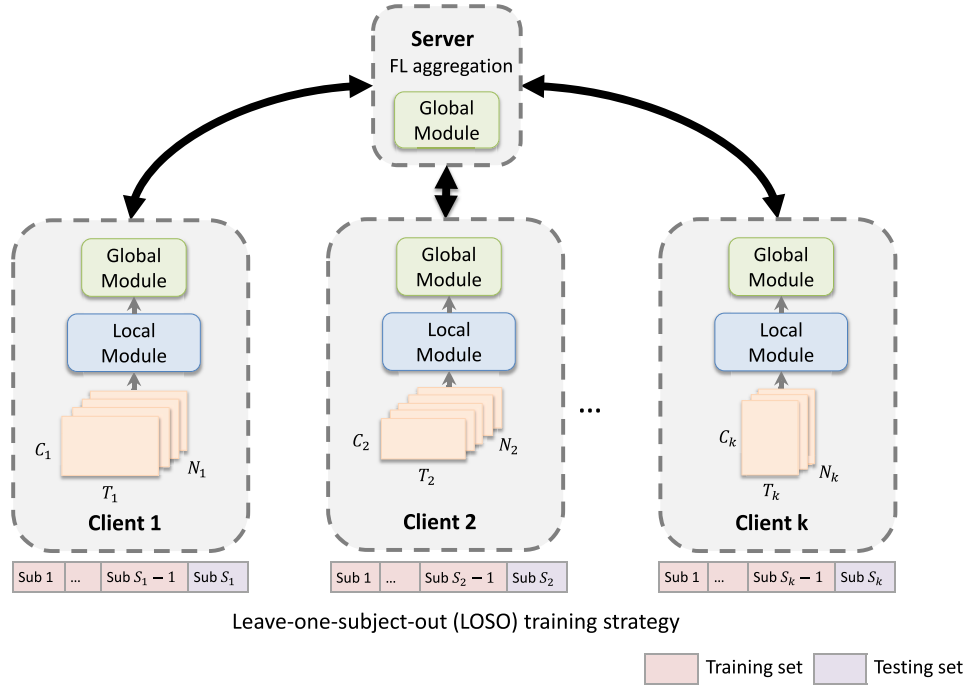 Server
FL aggregation
Global
Module
Global
Module
Local
Module
C₁
T₁
N₁
Client 1
Global
Module
Local
Module
C₂
T₂
N₂
Client 2
...
Global
Module
Local
Module
Cₖ
Tₖ
Nₖ
Client k
Sub 1 ... Sub S₁ − 1 Sub S₁
Sub 1 ... Sub S₂ − 1 Sub S₂
Sub 1 ... Sub Sₖ − 1 Sub Sₖ
Leave-one-subject-out (LOSO) training strategy
Training set
Testing set